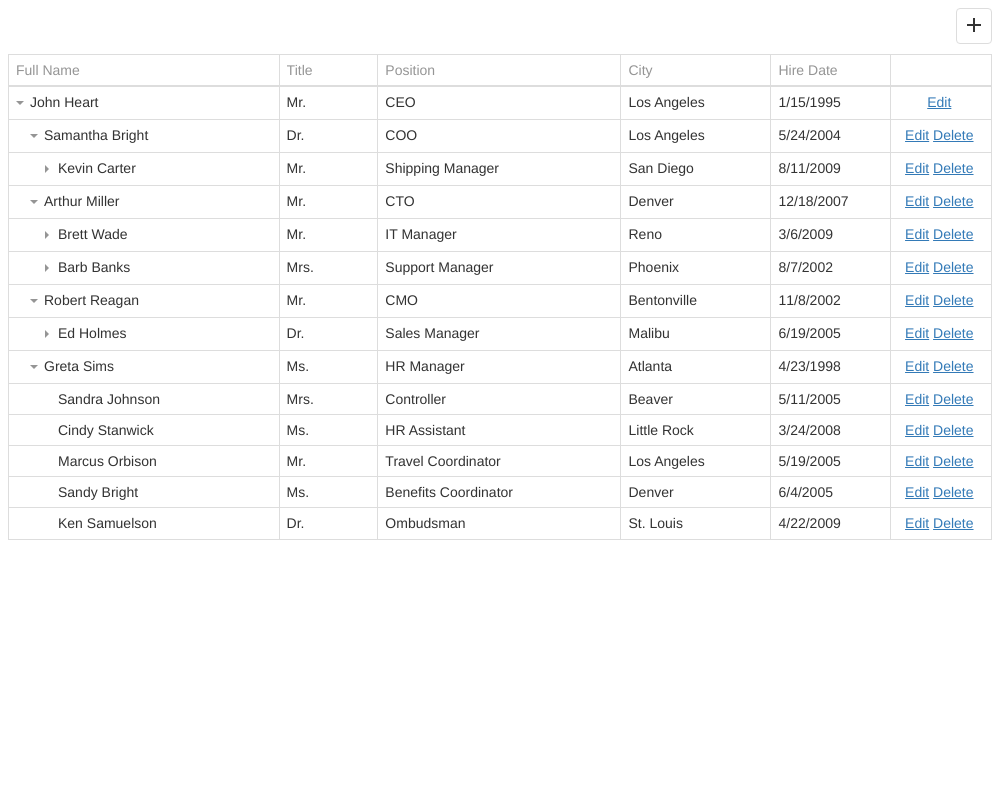 Full Name Title Position City Hire Date
John Heart Mr. CEO Los Angeles 1/15/1995 Edit
Samantha Bright Dr. COO Los Angeles 5/24/2004 Edit Delete
Kevin Carter Mr. Shipping Manager San Diego 8/11/2009 Edit Delete
Arthur Miller Mr. CTO Denver 12/18/2007 Edit Delete
Brett Wade Mr. IT Manager Reno 3/6/2009 Edit Delete
Barb Banks Mrs. Support Manager Phoenix 8/7/2002 Edit Delete
Robert Reagan Mr. CMO Bentonville 11/8/2002 Edit Delete
Ed Holmes Dr. Sales Manager Malibu 6/19/2005 Edit Delete
Greta Sims Ms. HR Manager Atlanta 4/23/1998 Edit Delete
Sandra Johnson Mrs. Controller Beaver 5/11/2005 Edit Delete
Cindy Stanwick Ms. HR Assistant Little Rock 3/24/2008 Edit Delete
Marcus Orbison Mr. Travel Coordinator Los Angeles 5/19/2005 Edit Delete
Sandy Bright Ms. Benefits Coordinator Denver 6/4/2005 Edit Delete
Ken Samuelson Dr. Ombudsman St. Louis 4/22/2009 Edit Delete